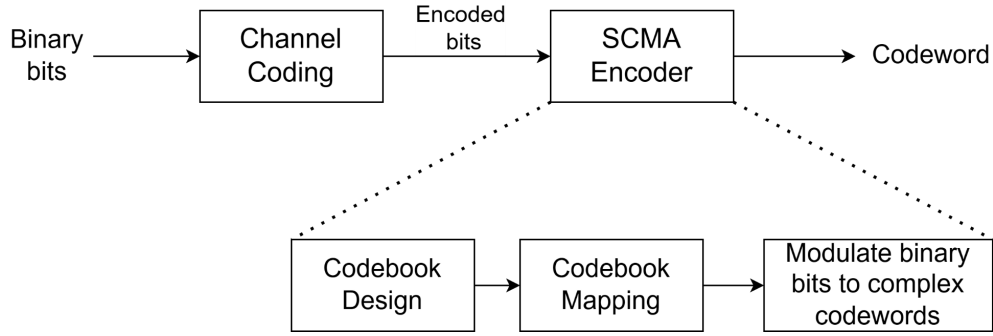 Binary
bits
Channel
Coding
Encoded
bits
SCMA
Encoder
Codeword
Codebook
Design
Codebook
Mapping
Modulate binary
bits to complex
codewords